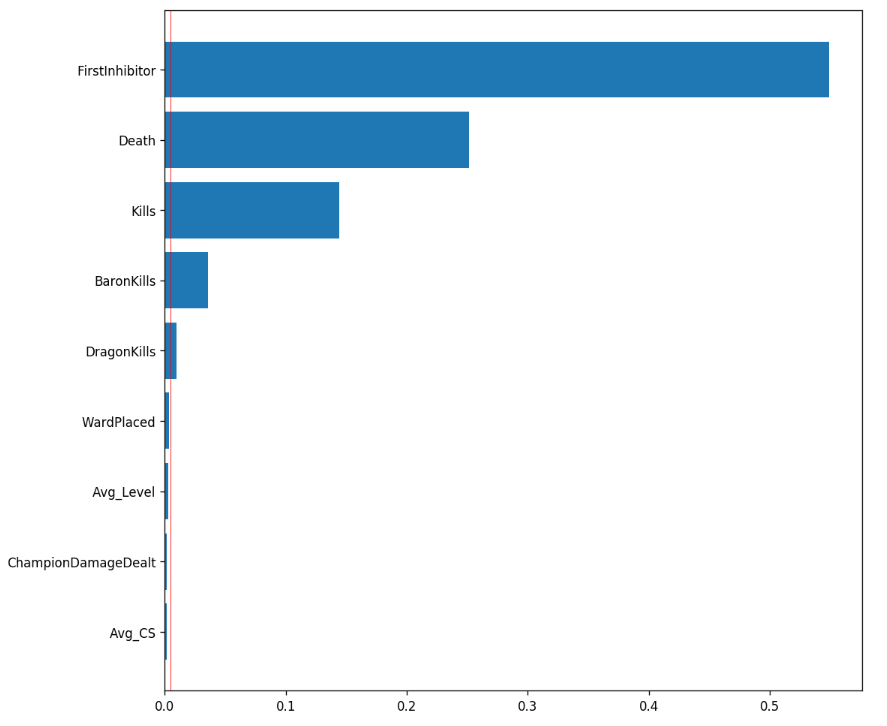 FirstInhibitor
Death
Kills
BaronKills
DragonKills
WardPlaced
Avg_Level
ChampionDamageDealt
Avg_CS
0.0 0.1 0.2 0.3 0.4 0.5